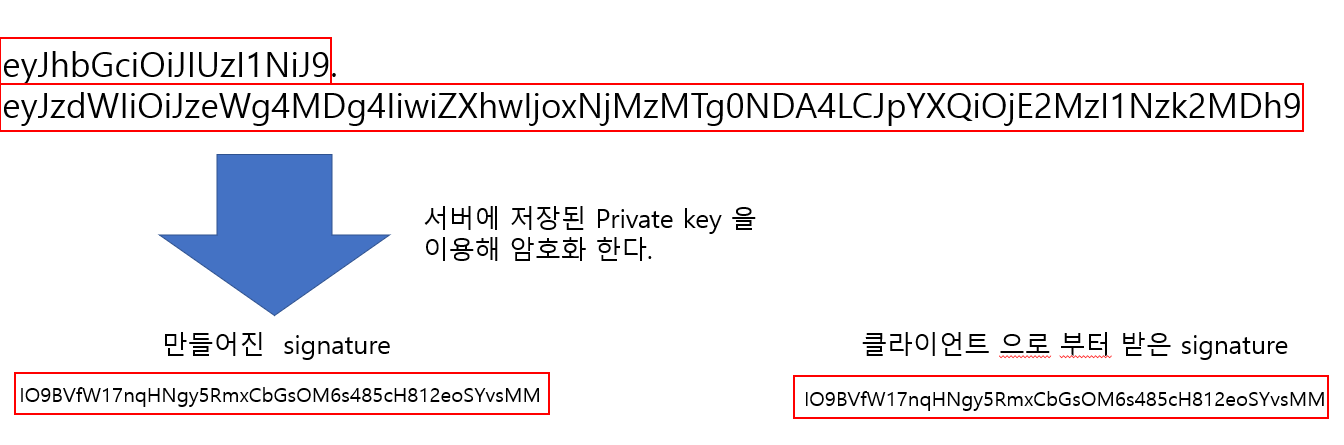 eyJhbGciOiJIUzI1NiJ9.
eyJzdWIiOiJzeWg4MDg4IiwiZXhwIjoxNjMzMTg0NDA4LCJpYXQiOjE2MzI1Nzk2MDh9
서버에 저장된 Private key 을
이용해 암호화 한다.
만들어진 signature
클라이언트 으로 부터 받은 signature
IO9BVfW17nqHNgy5RmxCbGsOM6s485cH812eoSYvsMM
IO9BVfW17nqHNgy5RmxCbGsOM6s485cH812eoSYvsMM